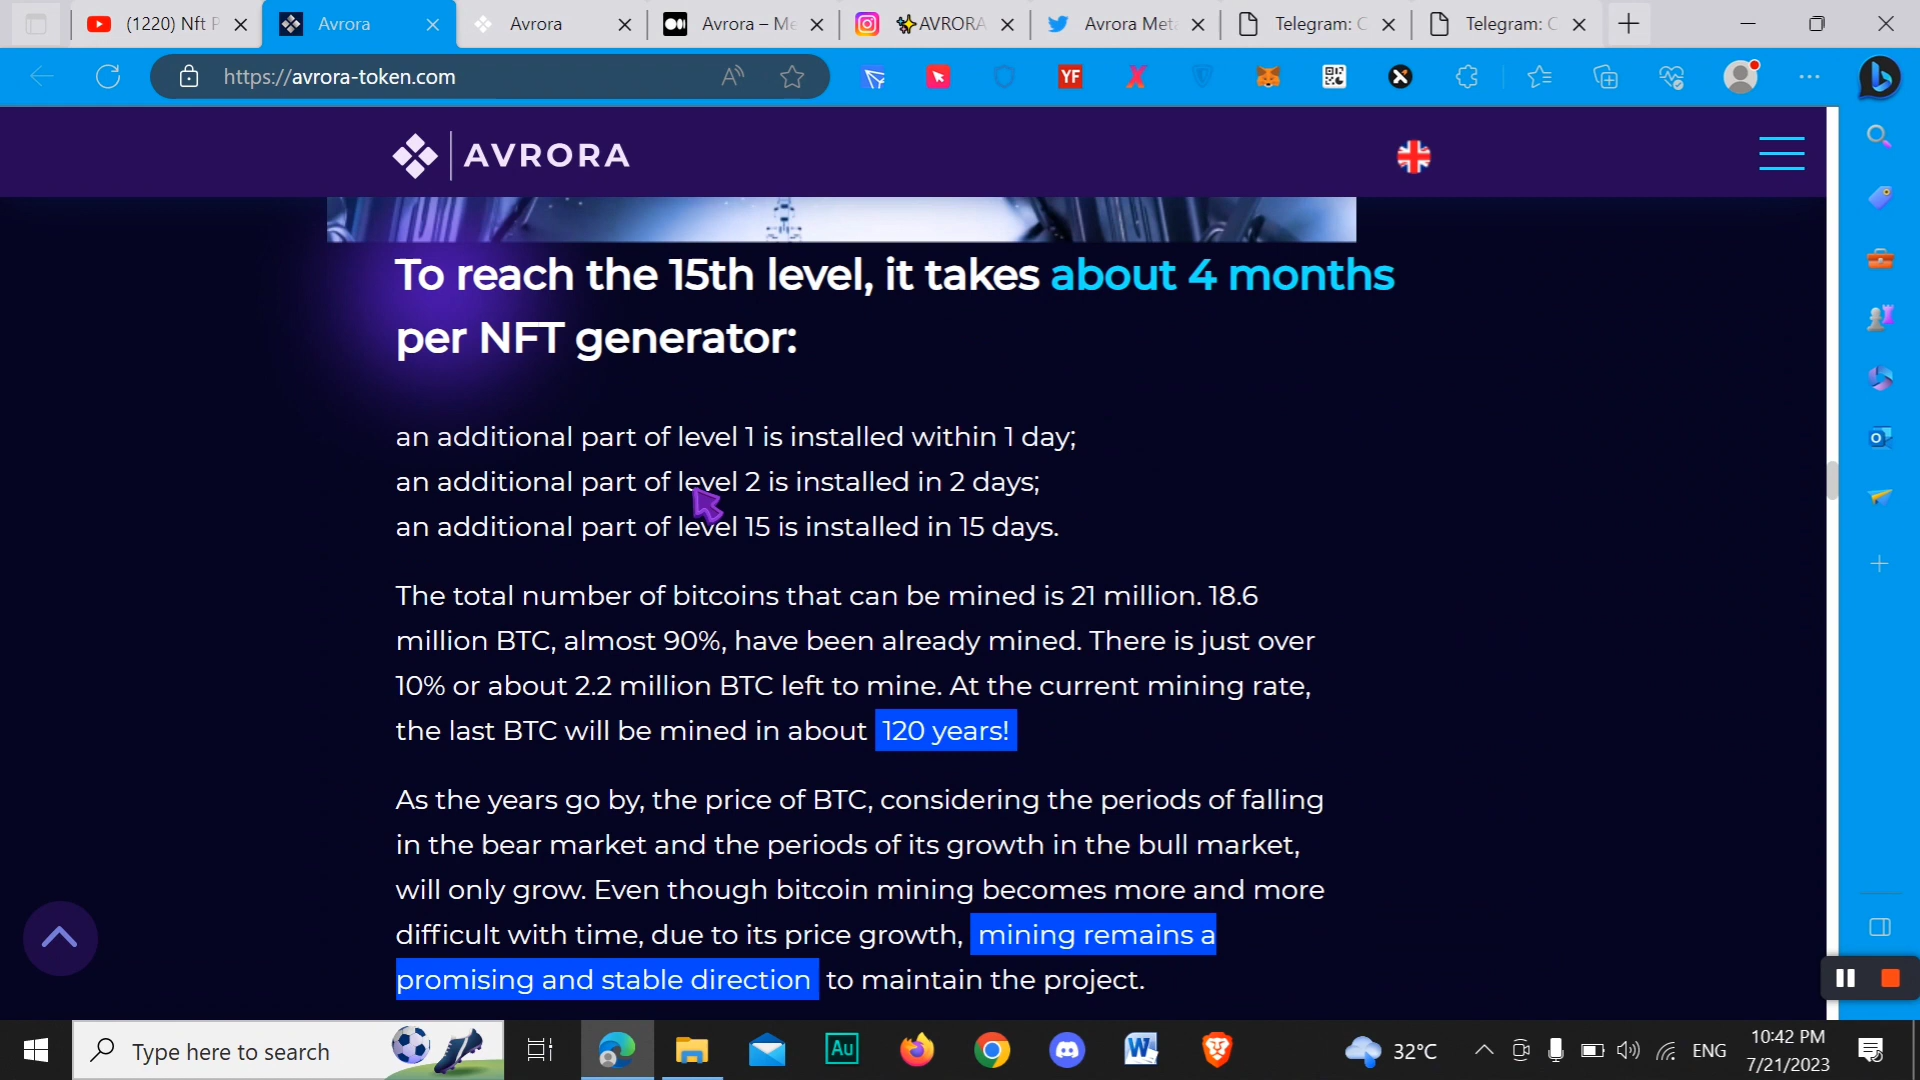 (1220) Nft P
Avrora
Avrora
Avrora – Me
✨AVRORA
Avrora Meta
Telegram: C
Telegram: C
https://avrora-token.com
YF
AVRORA
To reach the 15th level, it takes about 4 months
per NFT generator:
an additional part of level 1 is installed within 1 day;
an additional part of level 2 is installed in 2 days;
an additional part of level 15 is installed in 15 days.
The total number of bitcoins that can be mined is 21 million. 18.6
million BTC, almost 90%, have been already mined. There is just over
10% or about 2.2 million BTC left to mine. At the current mining rate,
the last BTC will be mined in about 120 years!
As the years go by, the price of BTC, considering the periods of falling
in the bear market and the periods of its growth in the bull market,
will only grow. Even though bitcoin mining becomes more and more
difficult with time, due to its price growth, mining remains a
promising and stable direction to maintain the project.
Type here to search
Au
W
32°C
ENG
10:42 PM
7/21/2023